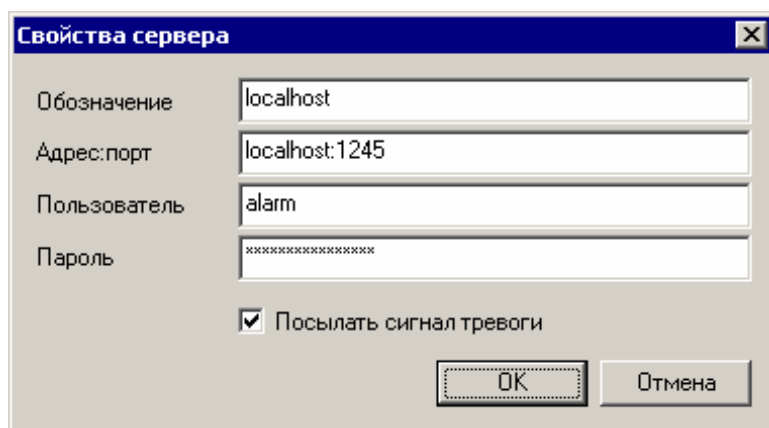 Свойства сервера
Обозначение localhost
Адрес:порт localhost:1245
Пользователь alarm
Пароль ****************
Посылать сигнал тревоги
OK Отмена